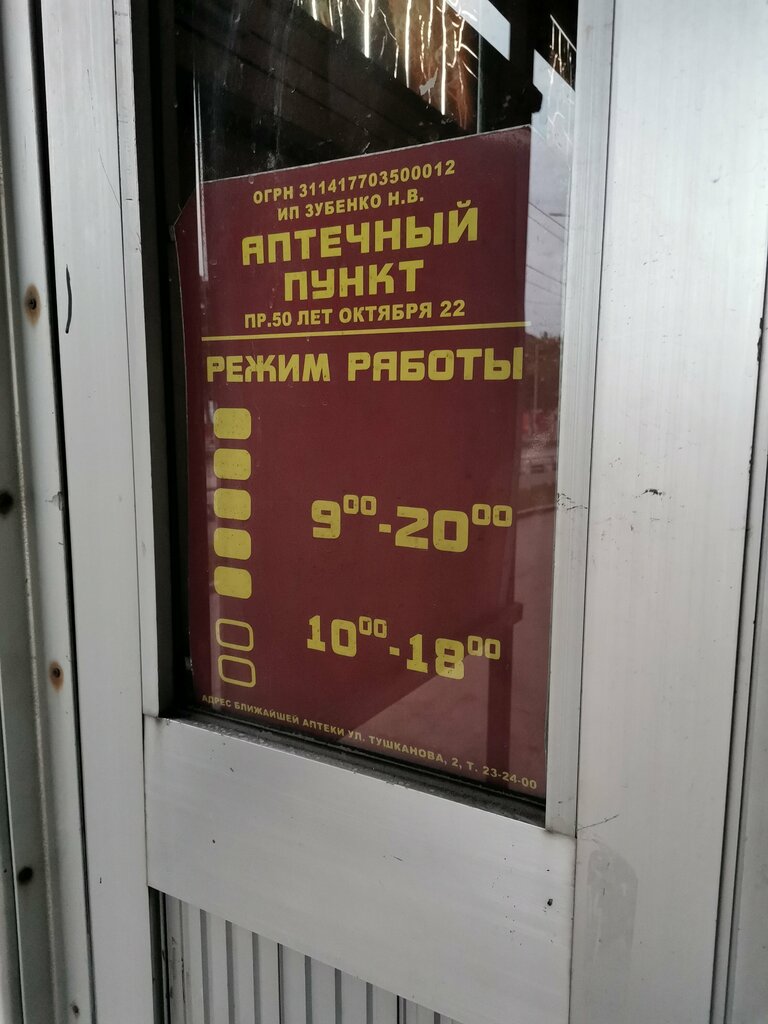 ОГРН 311417703500012
ИП ЗУБЕНКО Н.В.
АПТЕЧНЫЙ
ПУНКТ
ПР.50 ЛЕТ ОКТЯБРЯ 22
РЕЖИМ РАБОТЫ
9⁰⁰-20⁰⁰
10⁰⁰-18⁰⁰
АДРЕС БЛИЖАЙШЕЙ АПТЕКИ УЛ. ТУШКАНОВА, 2, Т. 23-24-00